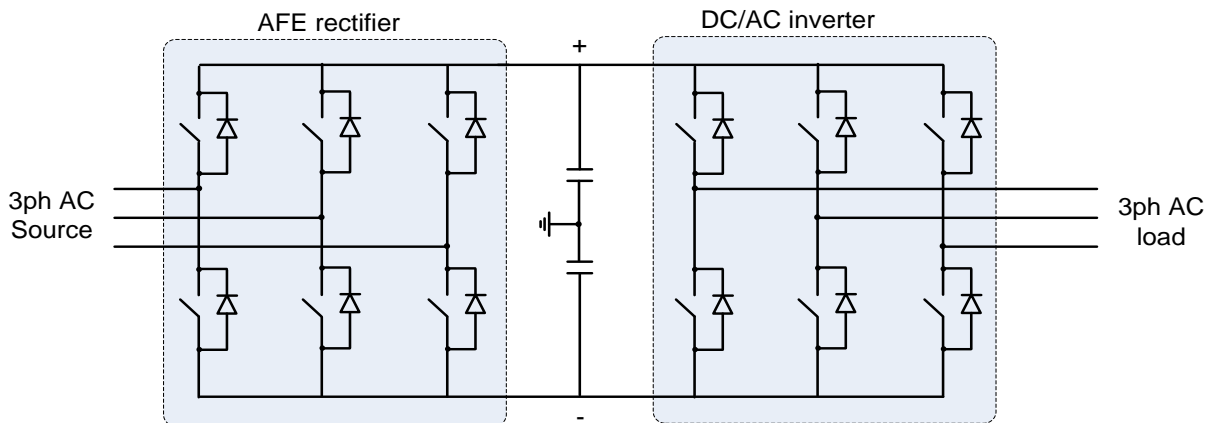 AFE rectifier
DC/AC inverter
+
3ph AC
Source
3ph AC
load
-